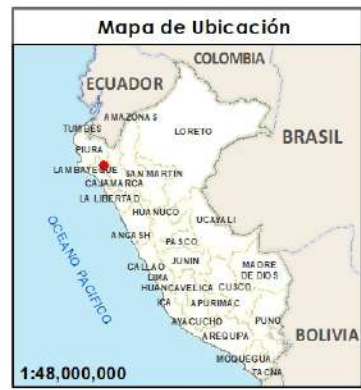 Mapa de Ubicación
COLOMBIA
ECUADOR
AMAZONAS
TUMBES
LORETO
PIURA
BRASIL
LAMBAYEQUE
SAN MARTIN
CAJAMARCA
LA LIBERTAD
HUANUCO
UCAYALI
ANCASH
PASCO
JUNIN
MADRE
DE DIOS
CALLAO
LIMA
CUSCO
HUANCAVELICA
OCEANO PACIFICO
ICA
APURIMAC
PUNO
AYACUCHO
BOLIVIA
AREQUIPA
MOQUEGUA
TACNA
1:48,000,000